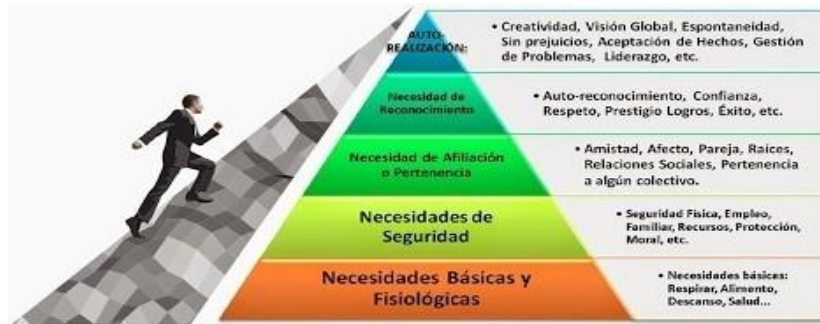 AUTO-
REALIZACIÓN:
• Creatividad, Visión Global, Espontaneidad,
Sin prejuicios, Aceptación de Hechos, Gestión
de Problemas, Liderazgo, etc.
Necesidad de
Reconocimiento
• Auto-reconocimiento, Confianza,
Respeto, Prestigio Logros, Éxito, etc.
Necesidad de Afiliación
o Pertenencia
• Amistad, Afecto, Pareja, Raices,
Relaciones Sociales, Pertenencia
a algún colectivo.
Necesidades de
Seguridad
• Seguridad Física, Empleo,
Familiar, Recursos, Protección,
Moral, etc.
Necesidades Básicas y
Fisiológicas
• Necesidades básicas:
Respirar, Alimento,
Descanso, Salud...